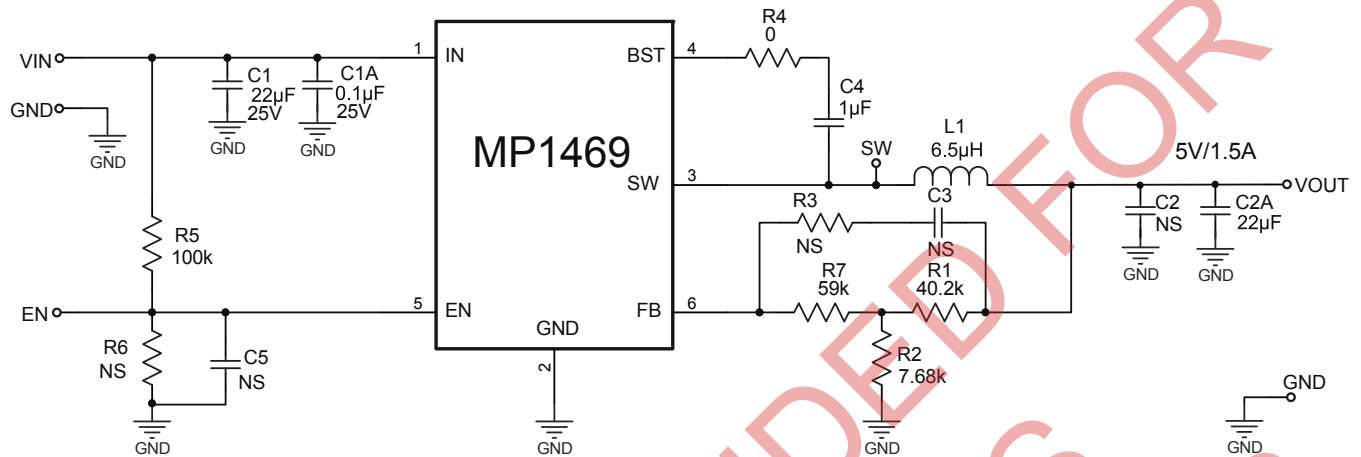 VIN
GND
GND
C1
22µF
25V
GND
C1A
0.1µF
25V
GND
R5
100k
EN
R6
NS
C5
NS
GND
1
IN
5
EN
MP1469
GND
2
GND
BST
4
SW
3
FB
6
R4
0
C4
1µF
SW
L1
6.5µH
5V/1.5A
VOUT
R3
NS
C3
NS
R7
59k
R1
40.2k
R2
7.68k
GND
C2
NS
GND
C2A
22µF
GND
GND
GND
NDED FOR